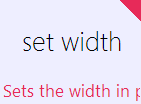 set width
Sets the width in